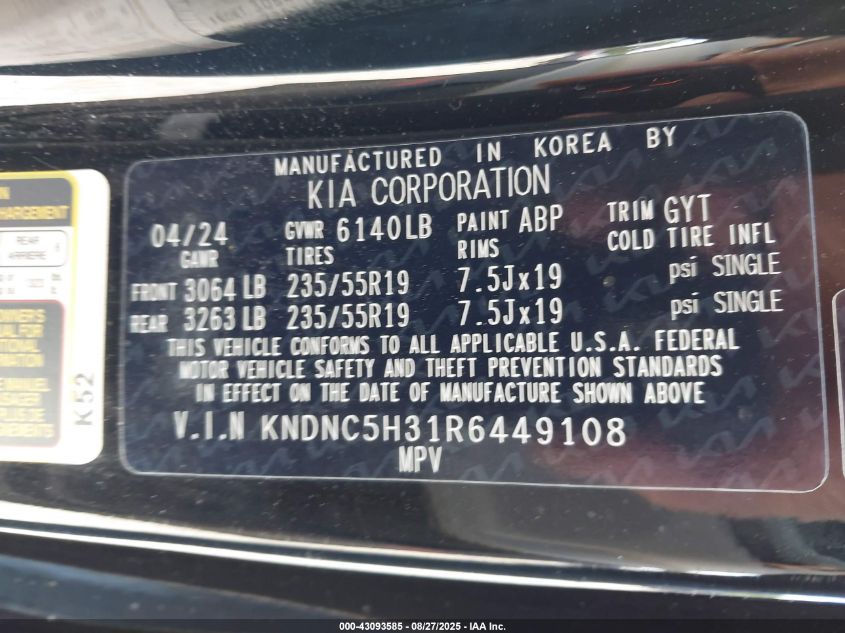 MANUFACTURED IN KOREA BY
KIA CORPORATION
04/24 GVWR 6140LB PAINT ABP TRIM GYT
GAWR TIRES RIMS COLD TIRE INFL
FRONT 3064 LB 235/55R19 7.5Jx19 psi SINGLE
REAR 3263 LB 235/55R19 7.5Jx19 psi SINGLE
THIS VEHICLE CONFORMS TO ALL APPLICABLE U.S.A. FEDERAL
MOTOR VEHICLE SAFETY AND THEFT PREVENTION STANDARDS
IN EFFECT ON THE DATE OF MANUFACTURE SHOWN ABOVE
V.I.N KNDNC5H31R6449108
MPV
REAR
ARRIERE
K52
000-43093585 - 08/27/2025 - IAA Inc.